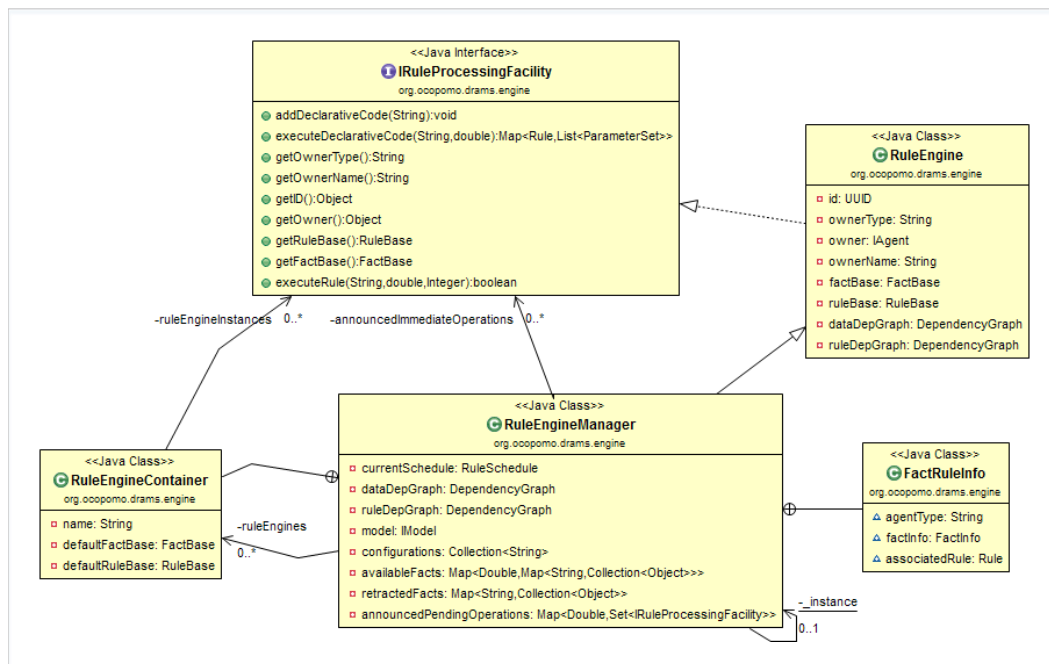 <<Java Interface>>
IRuleProcessingFacility
org.ocopomo.drams.engine
addDeclarativeCode(String):void
executeDeclarativeCode(String,double):Map<Rule,List<ParameterSet>>
getOwnerType():String
getOwnerName():String
getID():Object
getOwner():Object
getRuleBase():RuleBase
getFactBase():FactBase
executeRule(String,double,Integer):boolean
<<Java Class>>
RuleEngine
org.ocopomo.drams.engine
id: UUID
ownerType: String
owner: IAgent
ownerName: String
factBase: FactBase
ruleBase: RuleBase
dataDepGraph: DependencyGraph
ruleDepGraph: DependencyGraph
-ruleEngineInstances 0..*
-announcedImmediateOperations 0..*
<<Java Class>>
RuleEngineContainer
org.ocopomo.drams.engine
name: String
defaultFactBase: FactBase
defaultRuleBase: RuleBase
-ruleEngines
0..*
<<Java Class>>
RuleEngineManager
org.ocopomo.drams.engine
currentSchedule: RuleSchedule
dataDepGraph: DependencyGraph
ruleDepGraph: DependencyGraph
model: IModel
configurations: Collection<String>
availableFacts: Map<Double,Map<String,Collection<Object>>>
retractedFacts: Map<String,Collection<Object>>
announcedPendingOperations: Map<Double,Set<IRuleProcessingFacility>>
<<Java Class>>
FactRuleInfo
org.ocopomo.drams.engine
agentType: String
factInfo: FactInfo
associatedRule: Rule
-_instance
0..1